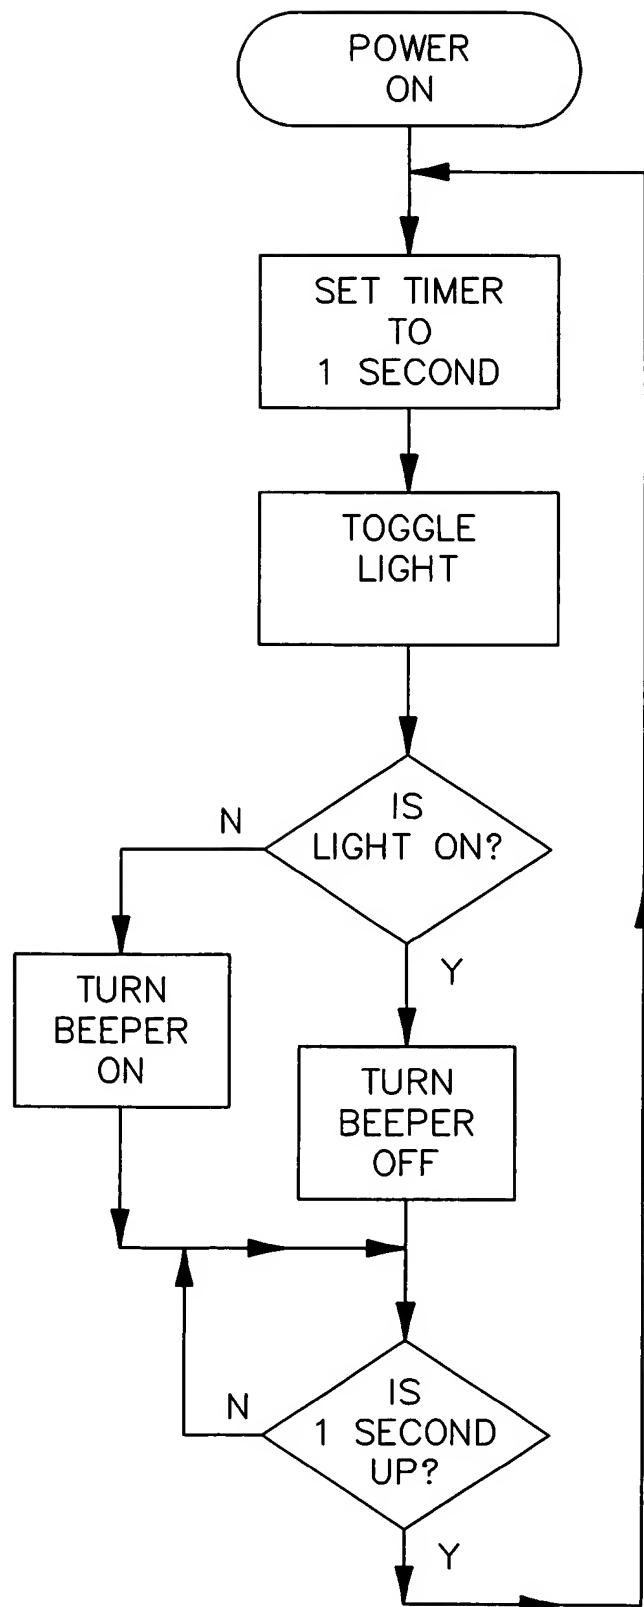 POWER
ON
SET TIMER
TO
1 SECOND
TOGGLE
LIGHT
IS
LIGHT ON?
N
Y
TURN
BEEPER
ON
TURN
BEEPER
OFF
IS
1 SECOND
UP?
N
Y